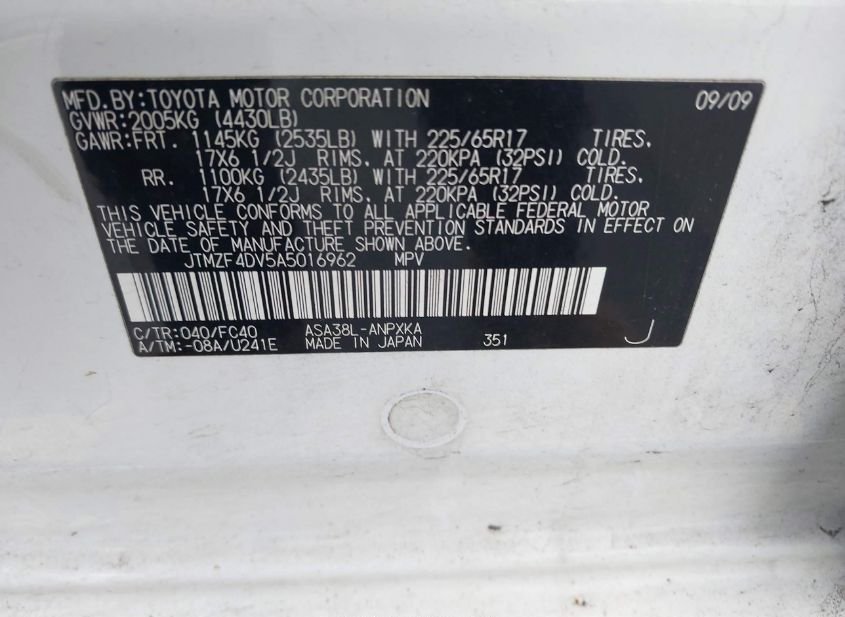 MFD.BY:TOYOTA MOTOR CORPORATION 09/09
GVWR:2005KG (4430LB)
GAWR:FRT. 1145KG (2535LB) WITH 225/65R17 TIRES.
17X6 1/2J RIMS. AT 220KPA (32PSI) COLD.
RR. 1100KG (2435LB) WITH 225/65R17 TIRES.
17X6 1/2J RIMS. AT 220KPA (32PSI) COLD.
THIS VEHICLE CONFORMS TO ALL APPLICABLE FEDERAL MOTOR
VEHICLE SAFETY AND THEFT PREVENTION STANDARDS IN EFFECT ON
THE DATE OF MANUFACTURE SHOWN ABOVE.
JTMZF4DV5A5016962 MPV
C/TR:040/FC40 ASA38L-ANPXKA
A/TM:-08A/U241E MADE IN JAPAN 351 J